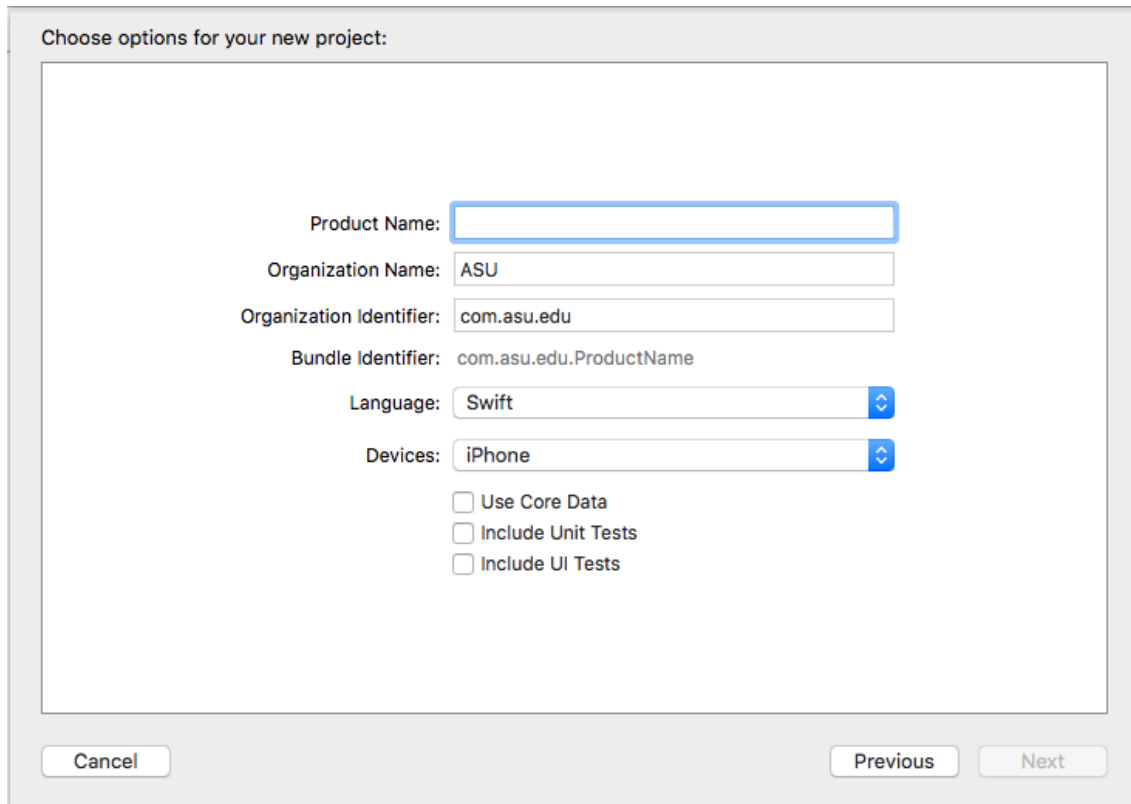 Choose options for your new project:
Product Name:
Organization Name: ASU
Organization Identifier: com.asu.edu
Bundle Identifier: com.asu.edu.ProductName
Language: Swift
Devices: iPhone
Use Core Data
Include Unit Tests
Include UI Tests
Cancel Previous Next